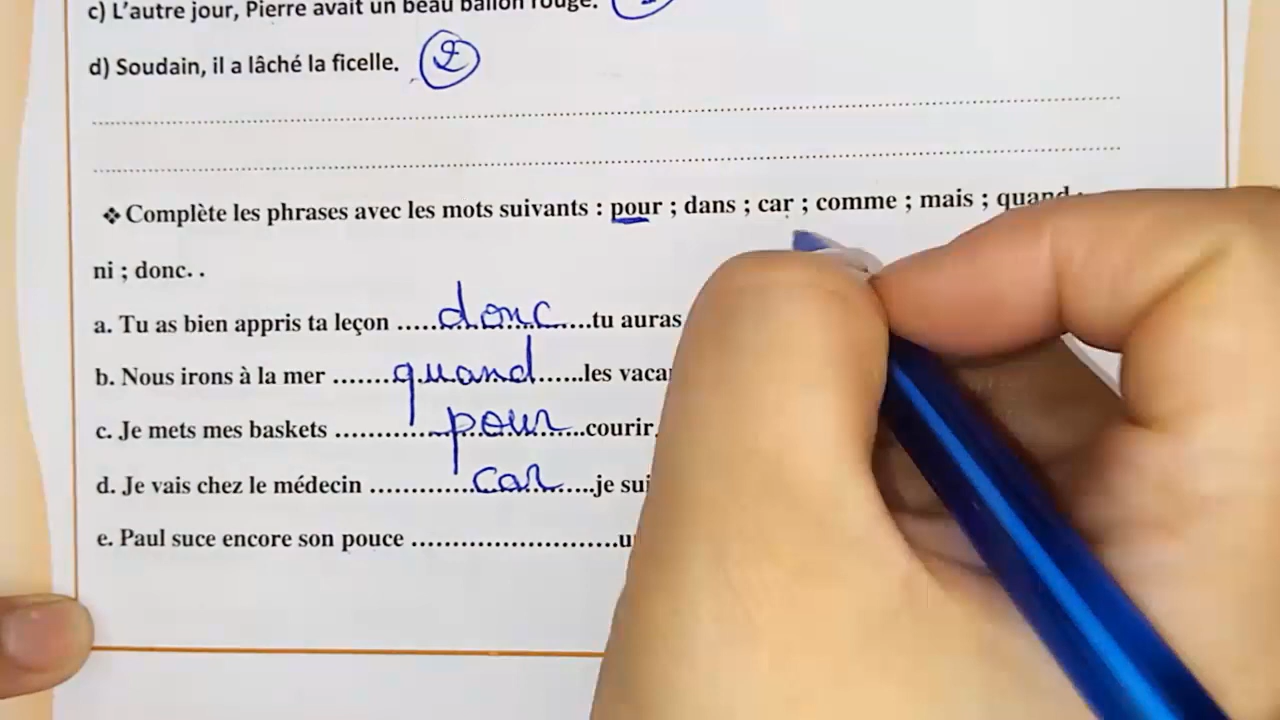 c) L'autre jour, Pierre avait un beau ballon rouge.
d) Soudain, il a lâché la ficelle. 2
❖ Complète les phrases avec les mots suivants : pour ; dans ; car ; comme ; mais ; quand ;
ni ; donc. .
a. Tu as bien appris ta leçon .....donc.....tu auras
b. Nous irons à la mer .......quand......les
c. Je mets mes baskets ............pour.....courir.
d. Je vais chez le médecin .............car.....je
e. Paul suce encore son pouce .........................